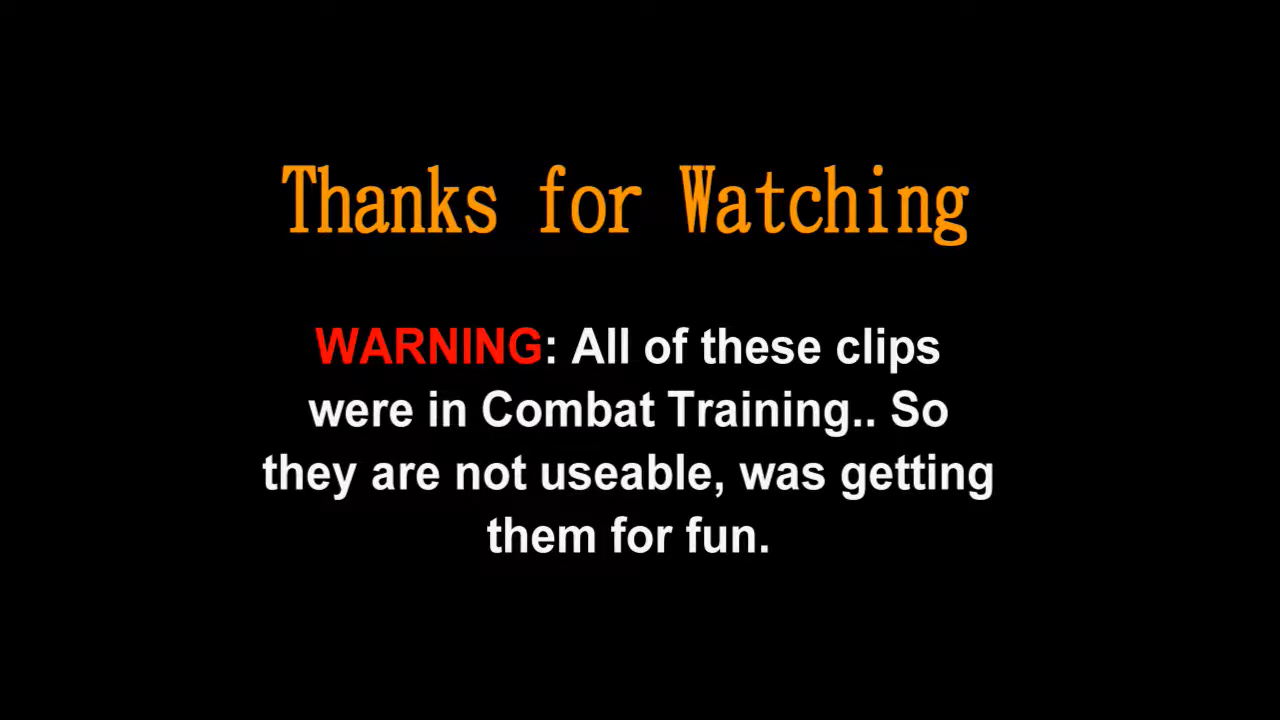 Thanks for Watching
WARNING: All of these clips
were in Combat Training.. So
they are not useable, was getting
them for fun.